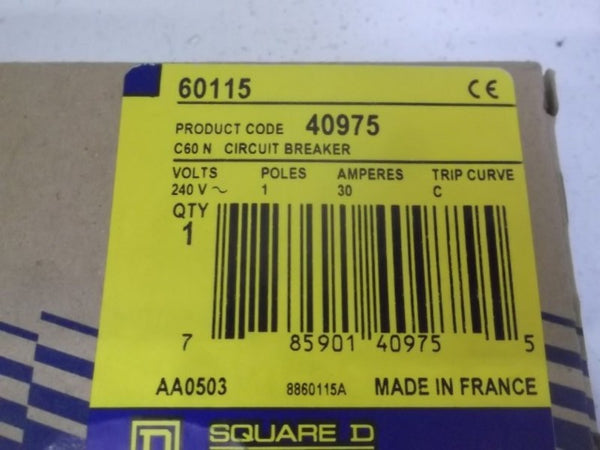 60115 CE
PRODUCT CODE 40975
C60 N CIRCUIT BREAKER
VOLTS POLES AMPERES TRIP CURVE
240 V ~ 1 30 C
QTY
1
7 85901 40975 5
AA0503 8860115A MADE IN FRANCE
D SQUARE D